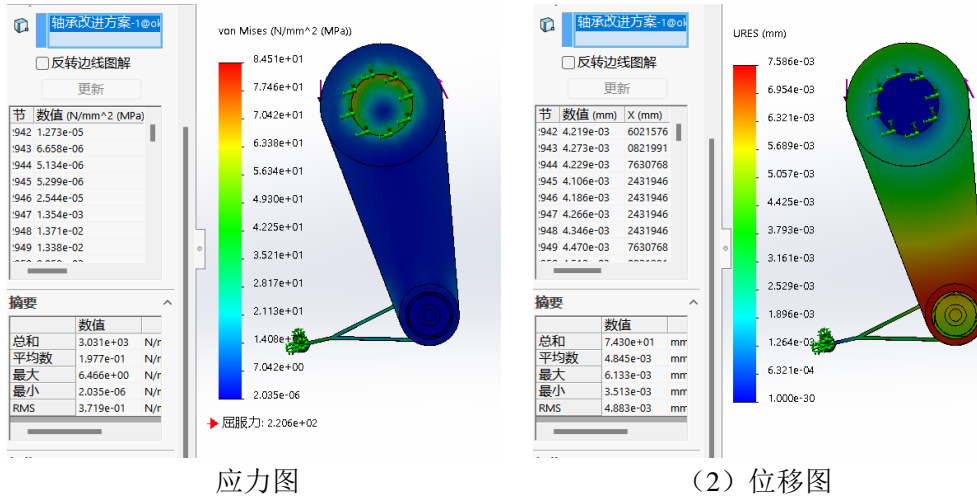 轴承改进方案-1@ok
反转边线图解
更新
节 数值 (N/mm^2 (MPa)
:942 1.273e-05
:943 6.658e-06
:944 5.134e-06
:945 5.299e-06
:946 2.544e-05
:947 1.354e-03
:948 1.371e-02
:949 1.338e-02
摘要
数值
总和 3.031e+03 N/r
平均数 1.977e-01 N/r
最大 6.466e+00 N/r
最小 2.035e-06 N/r
RMS 3.719e-01 N/r
von Mises (N/mm^2 (MPa))
8.451e+01
7.746e+01
7.042e+01
6.338e+01
5.634e+01
4.930e+01
4.225e+01
3.521e+01
2.817e+01
2.113e+01
1.408e+
7.042e+00
2.035e-06
屈服力: 2.206e+02
应力图
轴承改进方案-1@ok
反转边线图解
更新
节 数值 (mm) X (mm)
:942 4.219e-03 6021576
:943 4.273e-03 0821991
:944 4.229e-03 7630768
:945 4.106e-03 2431946
:946 4.186e-03 2431946
:947 4.266e-03 2431946
:948 4.346e-03 2431946
:949 4.470e-03 7630768
摘要
数值
总和 7.430e+01 mm
平均数 4.845e-03 mm
最大 6.133e-03 mm
最小 3.513e-03 mm
RMS 4.883e-03 mm
URES (mm)
7.586e-03
6.954e-03
6.321e-03
5.689e-03
5.057e-03
4.425e-03
3.793e-03
3.161e-03
2.529e-03
1.896e-03
1.264e-03
6.321e-04
1.000e-30
（2）位移图